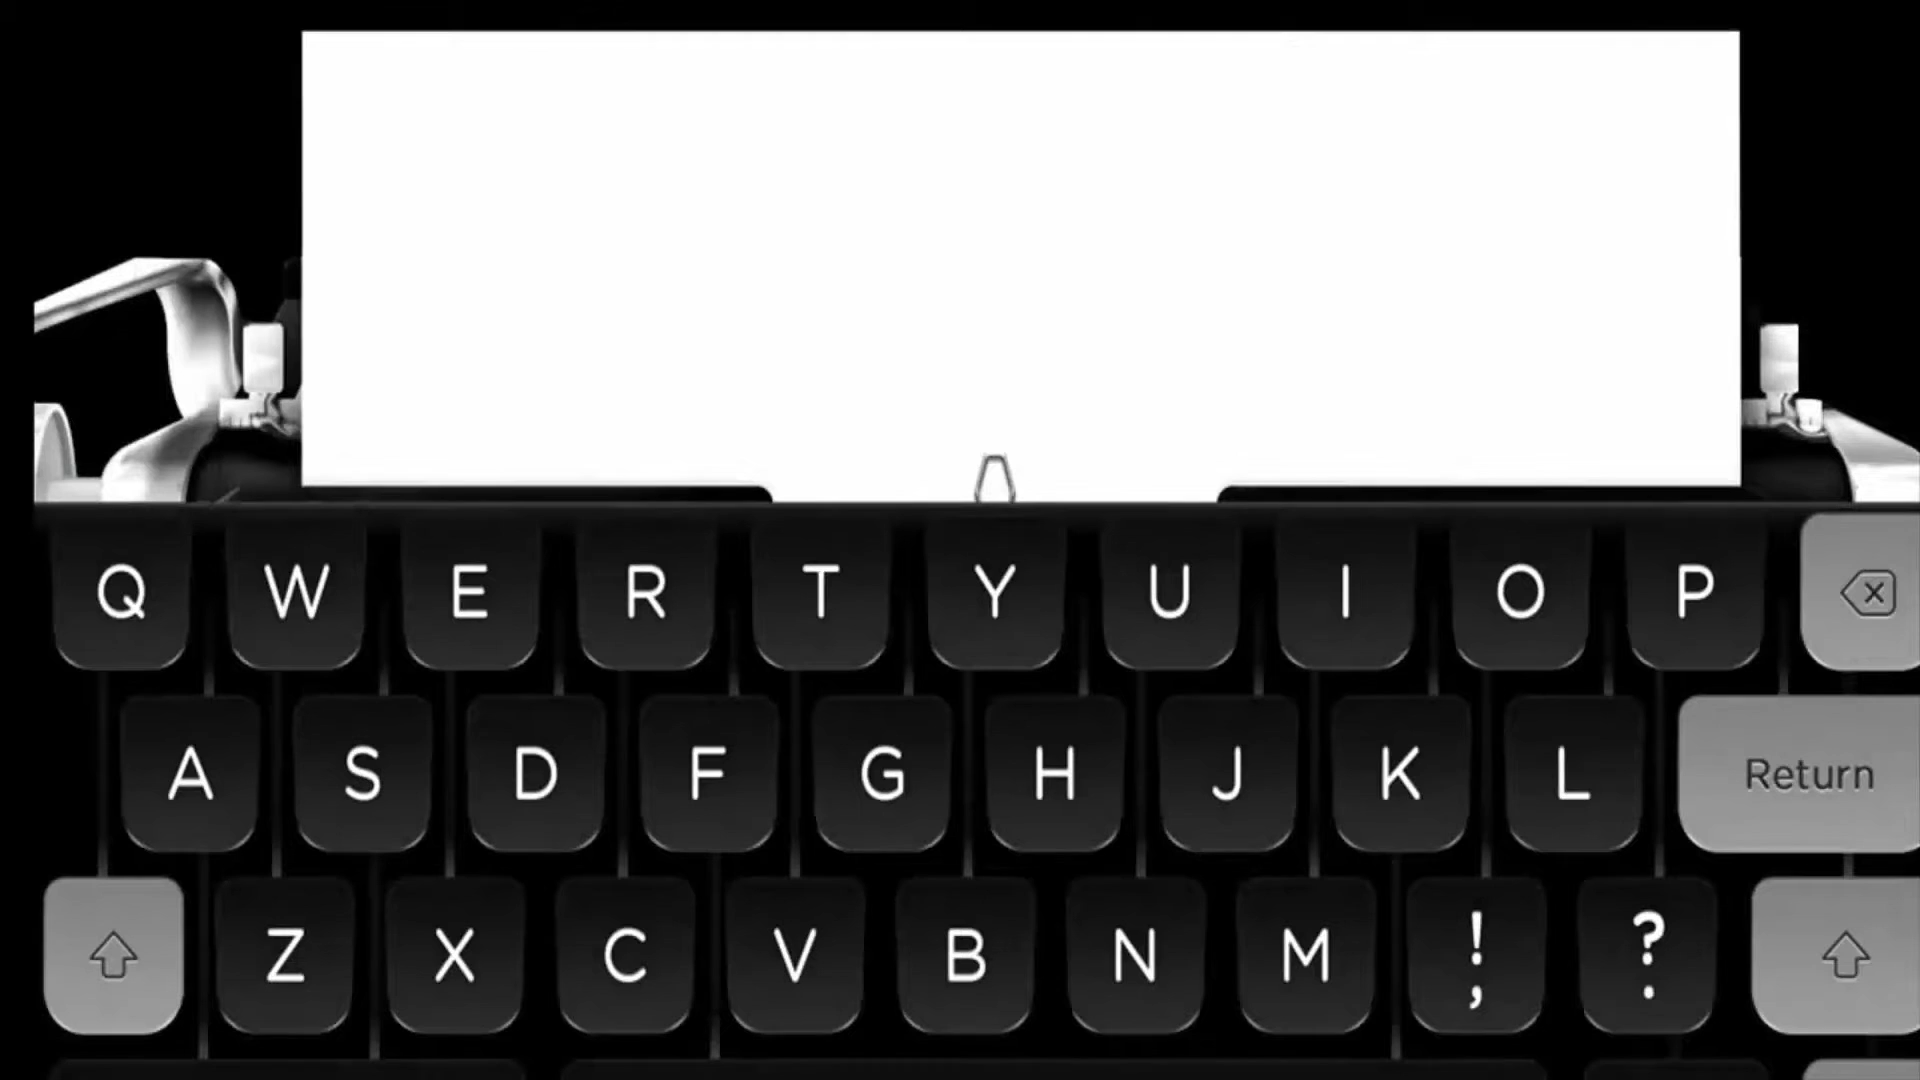 Q W E R T Y U I O P
A S D F G H J K L Return
Z X C V B N M ! , ? .